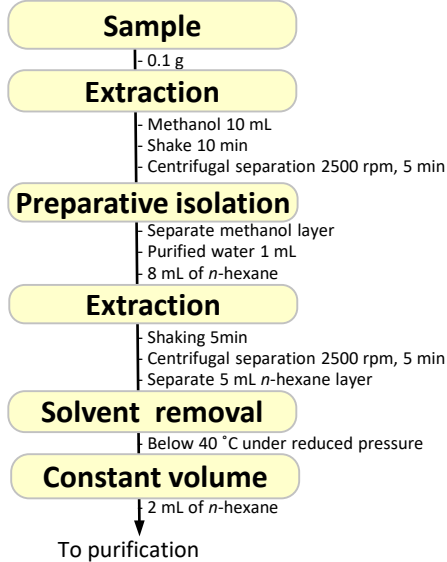 Sample
- 0.1 g
Extraction
- Methanol 10 mL
- Shake 10 min
- Centrifugal separation 2500 rpm, 5 min
Preparative isolation
- Separate methanol layer
- Purified water 1 mL
- 8 mL of n-hexane
Extraction
- Shaking 5min
- Centrifugal separation 2500 rpm, 5 min
- Separate 5 mL n-hexane layer
Solvent removal
- Below 40 ˚C under reduced pressure
Constant volume
- 2 mL of n-hexane
To purification